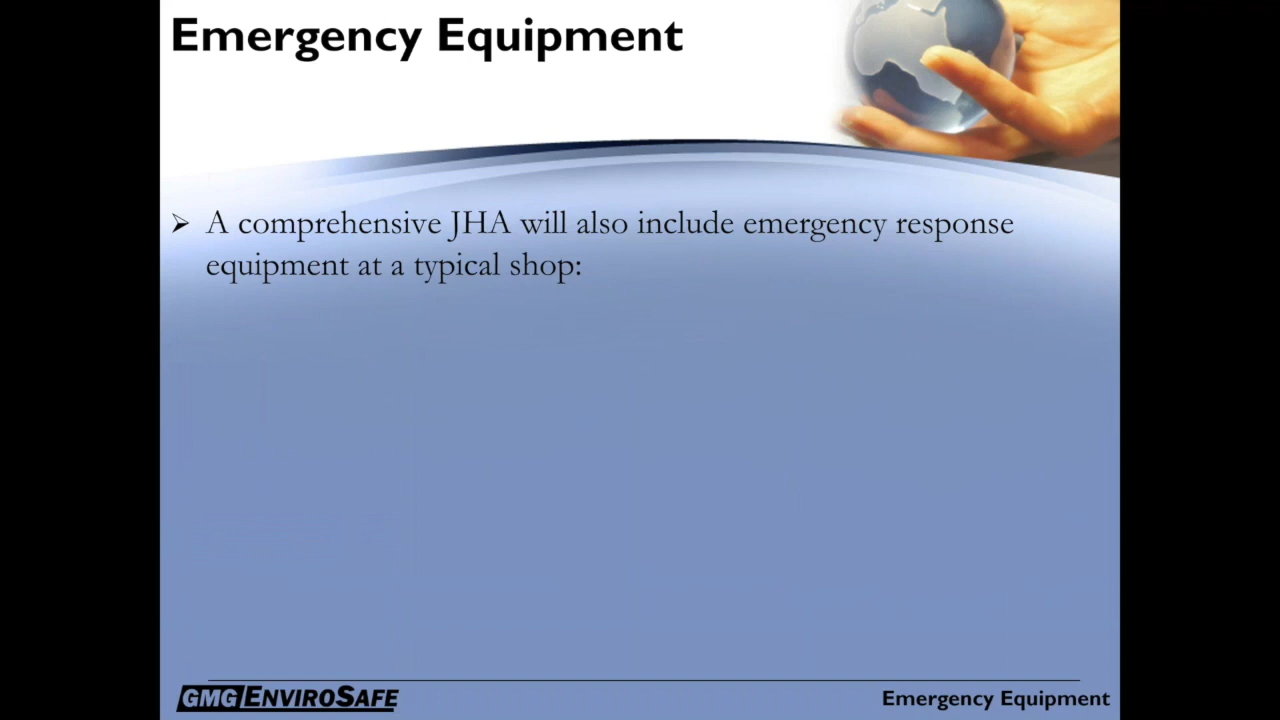 Emergency Equipment
A comprehensive JHA will also include emergency response
equipment at a typical shop:
GMG ENVIROSAFE
Emergency Equipment